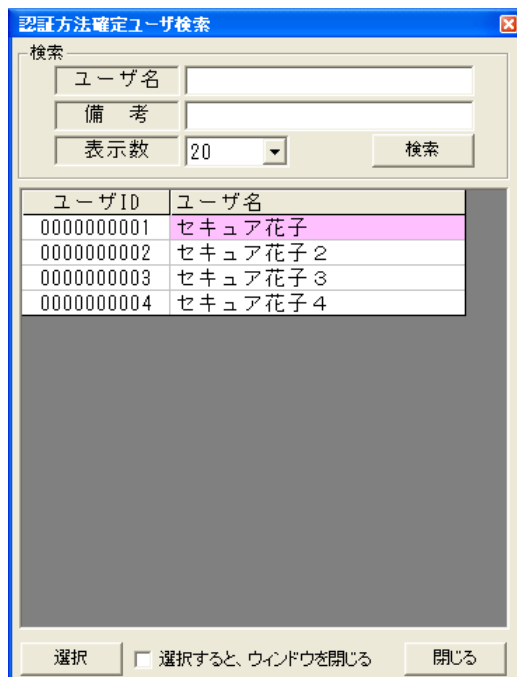 認証方法確定ユーザ検索
検索
ユーザ名
備　考
表示数 20 検索
ユーザID ユーザ名
0000000001 セキュア花子
0000000002 セキュア花子２
0000000003 セキュア花子３
0000000004 セキュア花子４
選択 選択すると、ウィンドウを閉じる 閉じる